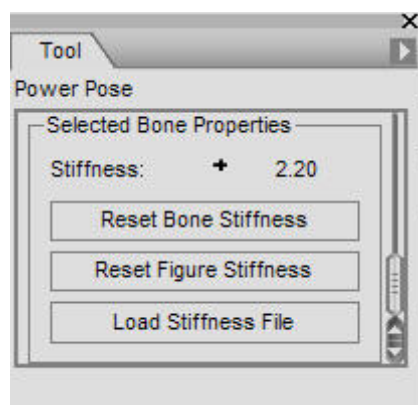 Tool
Power Pose
Selected Bone Properties
Stiffness: + 2.20
Reset Bone Stiffness
Reset Figure Stiffness
Load Stiffness File